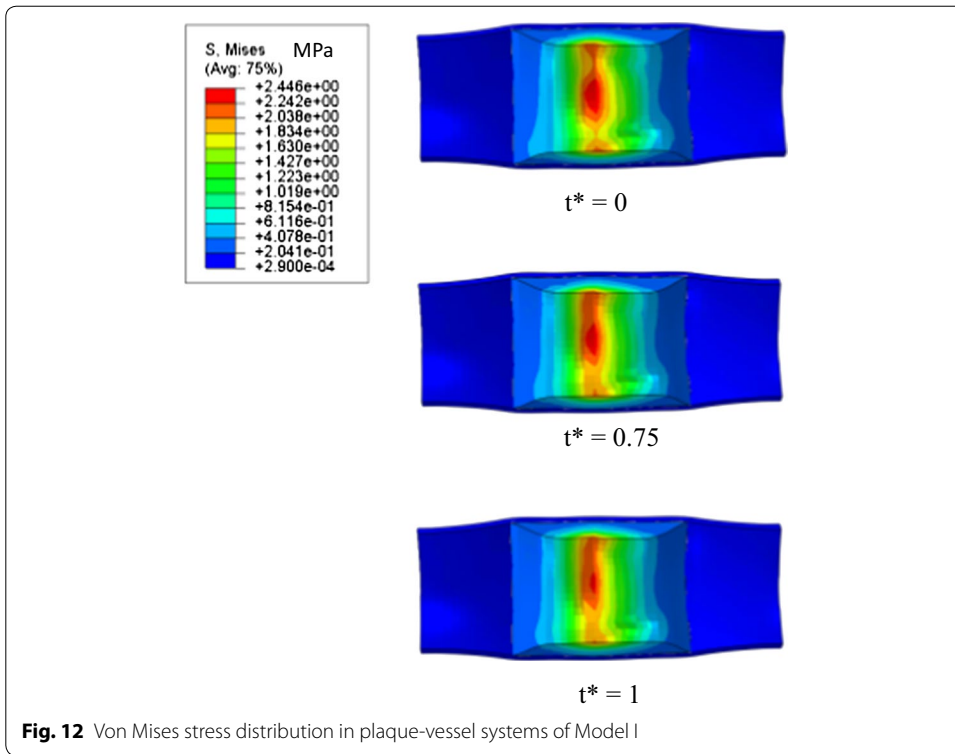 S, Mises MPa
(Avg: 75%)
+2.446e+00
+2.242e+00
+2.038e+00
+1.834e+00
+1.630e+00
+1.427e+00
+1.223e+00
+1.019e+00
+8.154e-01
+6.116e-01
+4.078e-01
+2.041e-01
+2.900e-04
t* = 0
t* = 0.75
t* = 1
Fig. 12 Von Mises stress distribution in plaque-vessel systems of Model I